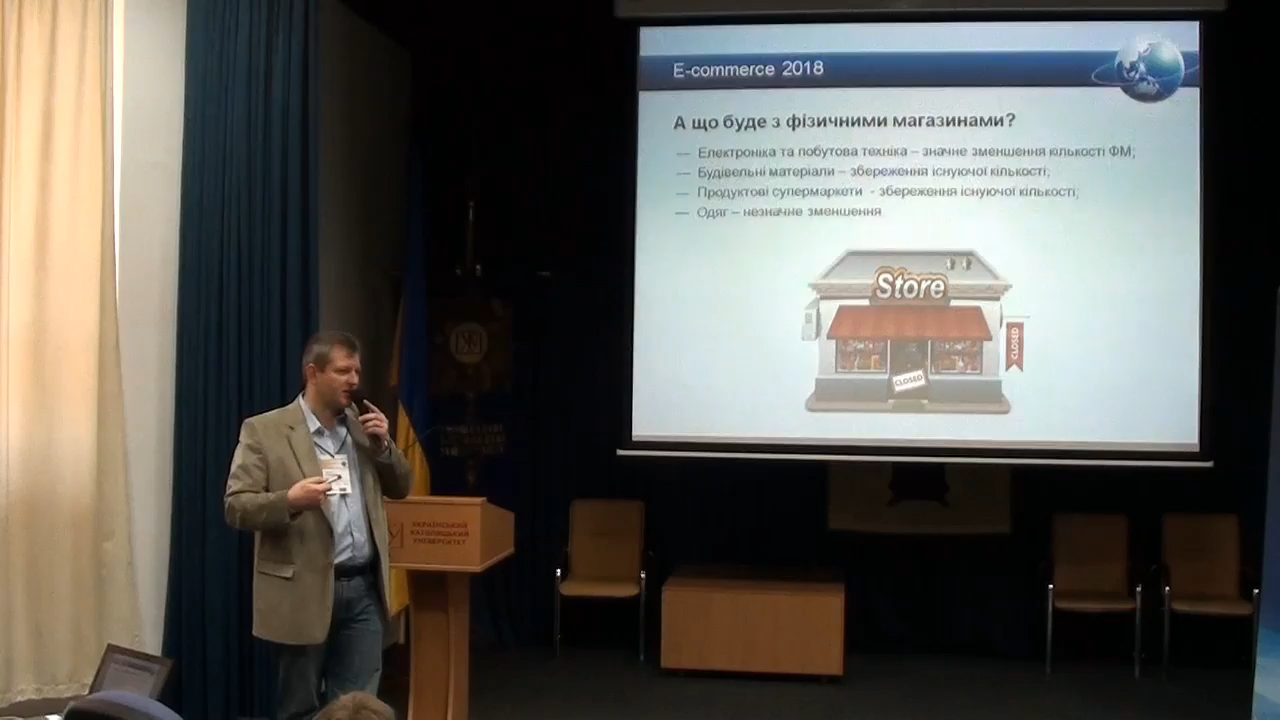 E-commerce 2018
А що буде з фізичними магазинами?
— Електроніка та побутова техніка – значне зменшення кількості ФМ;
— Будівельні матеріали – збереження існуючої кількості;
— Продуктові супермаркети - збереження існуючої кількості;
— Одяг – незначне зменшення
Store
CLOSED
CLOSED
УКРАЇНСЬКИЙ
КАТОЛИЦЬКИЙ
УНІВЕРСИТЕТ